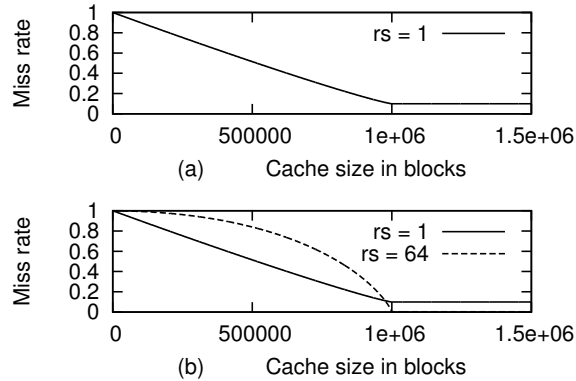 Miss rate
1
0.8
0.6
0.4
0.2
0
rs = 1
0 500000 1e+06 1.5e+06
(a) Cache size in blocks
Miss rate
1
0.8
0.6
0.4
0.2
0
rs = 1
rs = 64
0 500000 1e+06 1.5e+06
(b) Cache size in blocks